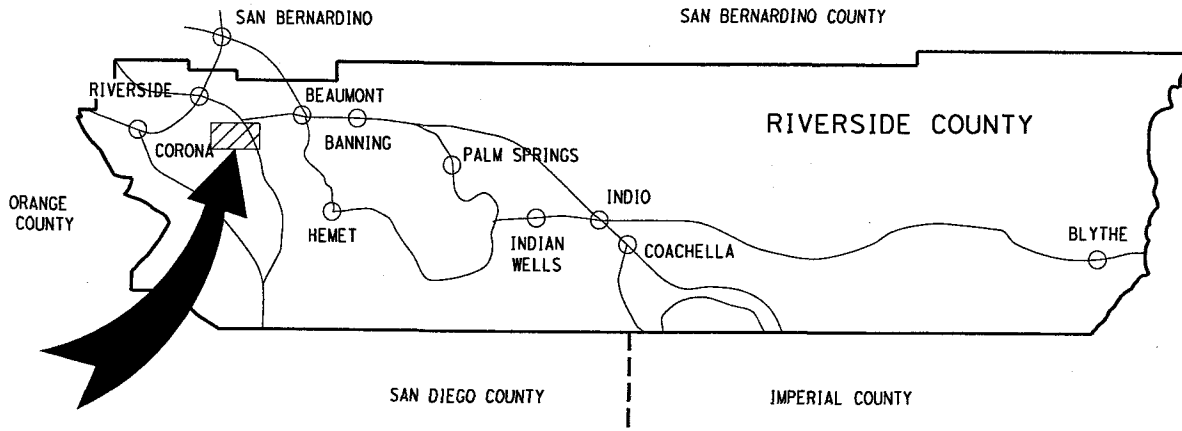 SAN BERNARDINO
SAN BERNARDINO COUNTY
RIVERSIDE
BEAUMONT
RIVERSIDE COUNTY
CORONA
BANNING
PALM SPRINGS
ORANGE
COUNTY
HEMET
INDIO
INDIAN
WELLS
COACHELLA
BLYTHE
SAN DIEGO COUNTY
IMPERIAL COUNTY